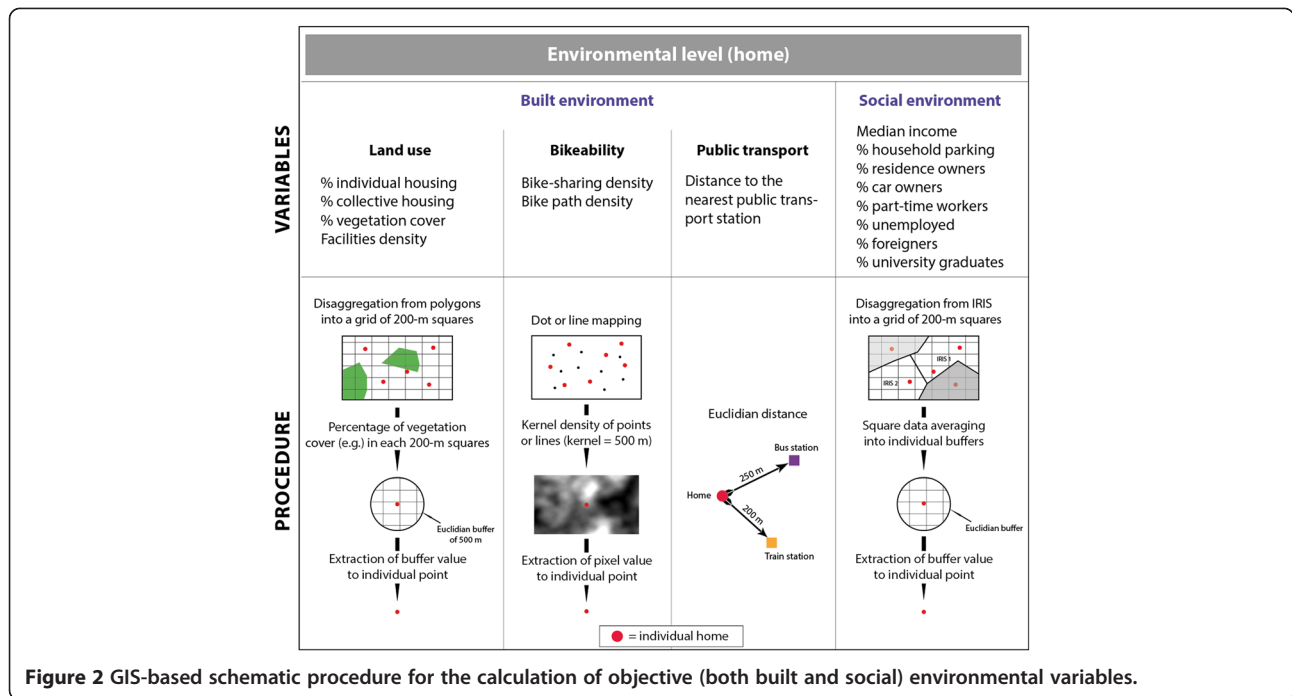 Environmental level (home)
VARIABLES
Built environment
Land use
% individual housing
% collective housing
% vegetation cover
Facilities density
Bikeability
Bike-sharing density
Bike path density
Public transport
Distance to the
nearest public trans-
port station
Social environment
Median income
% household parking
% residence owners
% car owners
% part-time workers
% unemployed
% foreigners
% university graduates
PROCEDURE
Disaggregation from polygons
into a grid of 200-m squares
Percentage of vegetation
cover (e.g.) in each 200-m squares
Euclidian buffer
of 500 m
Extraction of buffer value
to individual point
Dot or line mapping
Kernel density of points
or lines (kernel = 500 m)
Extraction of pixel value
to individual point
Euclidian distance
Bus station
250 m
Home
200 m
Train station
Disaggregation from IRIS
into a grid of 200-m squares
IRIS 1
IRIS 2
Square data averaging
into individual buffers
Euclidian buffer
Extraction of buffer value
to individual point
= individual home
Figure 2 GIS-based schematic procedure for the calculation of objective (both built and social) environmental variables.